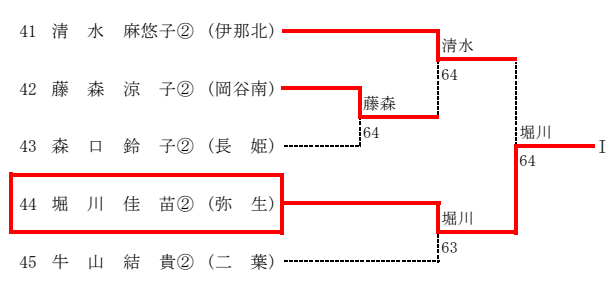 41 清 水 麻悠子② (伊那北)
清水
64
42 藤 森 涼 子② (岡谷南)
藤森
64
43 森 口 鈴 子② (長 姫)
堀川
64
I
44 堀 川 佳 苗② (弥 生)
堀川
63
45 牛 山 結 貴② (二 葉)